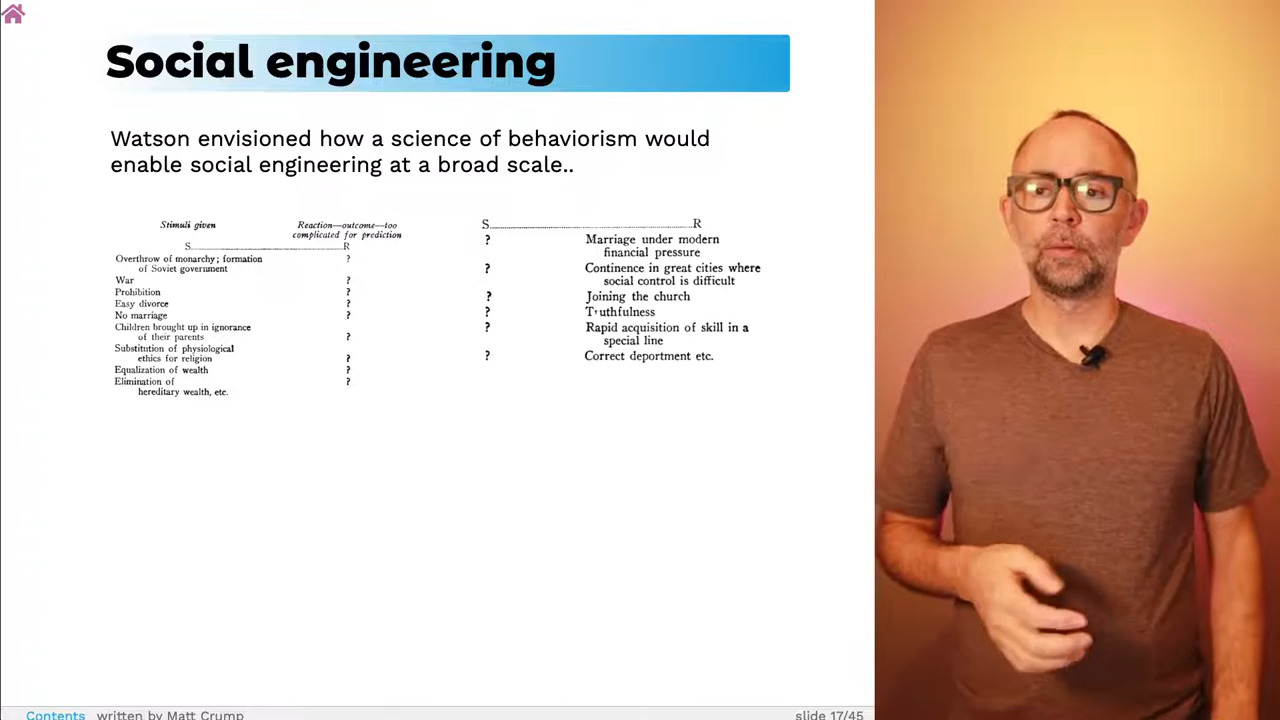 Social engineering
Watson envisioned how a science of behaviorism would
enable social engineering at a broad scale..
Stimuli given
Reaction—outcome—too
complicated for prediction
S R
Overthrow of monarchy; formation ?
of Soviet government
War ?
Prohibition ?
Easy divorce ?
No marriage ?
Children brought up in ignorance
of their parents ?
Substitution of physiological
ethics for religion ?
Equalization of wealth ?
Elimination of ?
hereditary wealth, etc.
S R
? Marriage under modern
financial pressure
? Continence in great cities where
social control is difficult
? Joining the church
? Truthfulness
? Rapid acquisition of skill in a
special line
? Correct deportment etc.
Contents written by Matt Crump slide 17/45